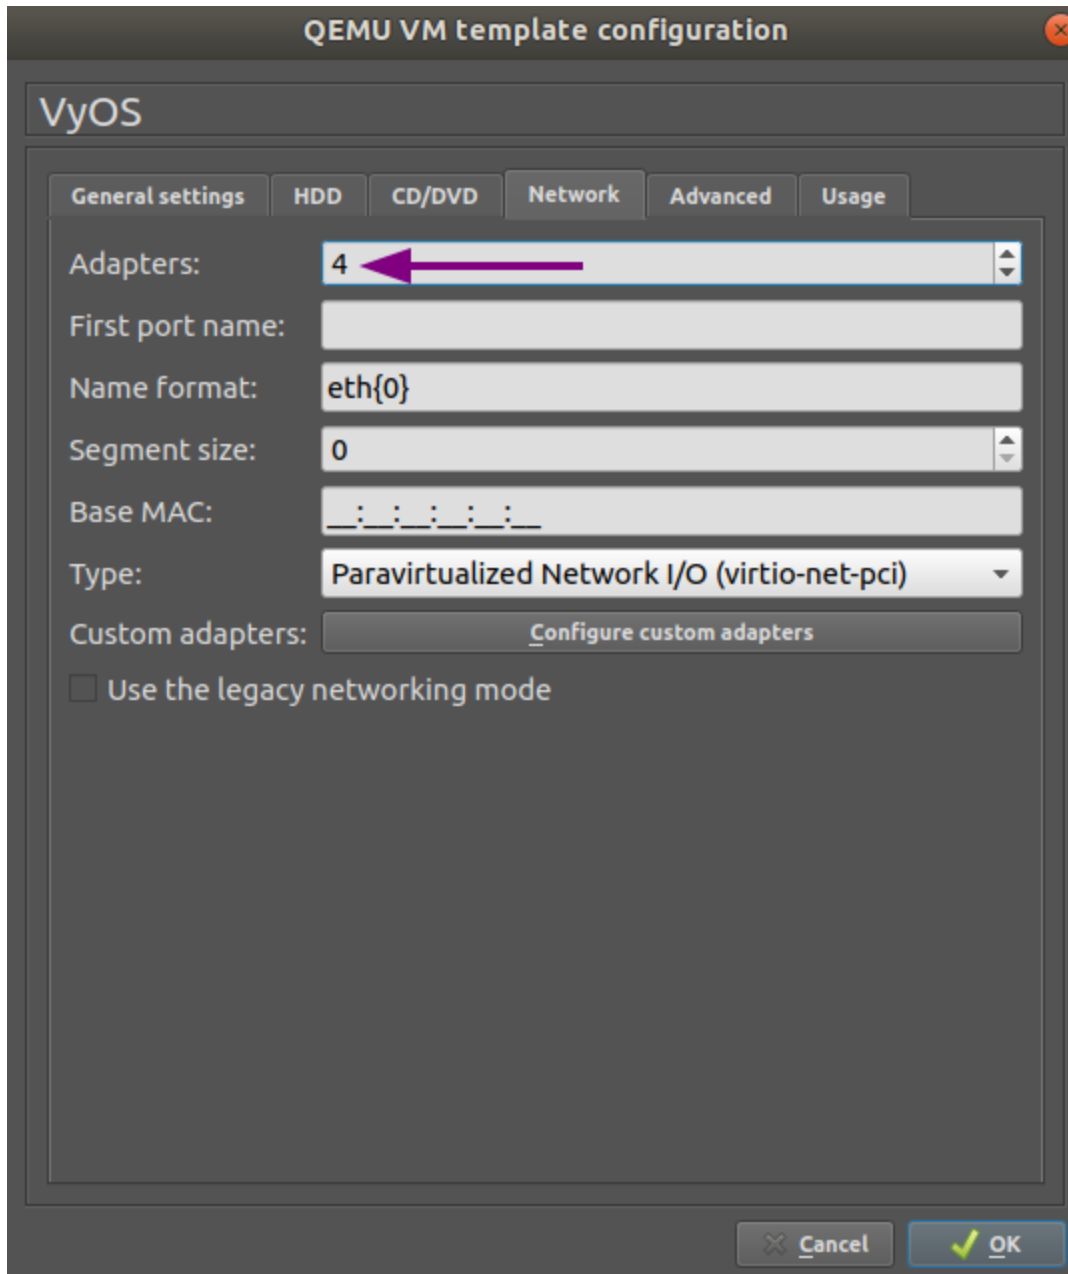 QEMU VM template configuration
VyOS
General settings HDD CD/DVD Network Advanced Usage
Adapters: 4
First port name:
Name format: eth{0}
Segment size: 0
Base MAC: __:__:__:__:__:__
Type: Paravirtualized Network I/O (virtio-net-pci)
Custom adapters: Configure custom adapters
Use the legacy networking mode
Cancel OK